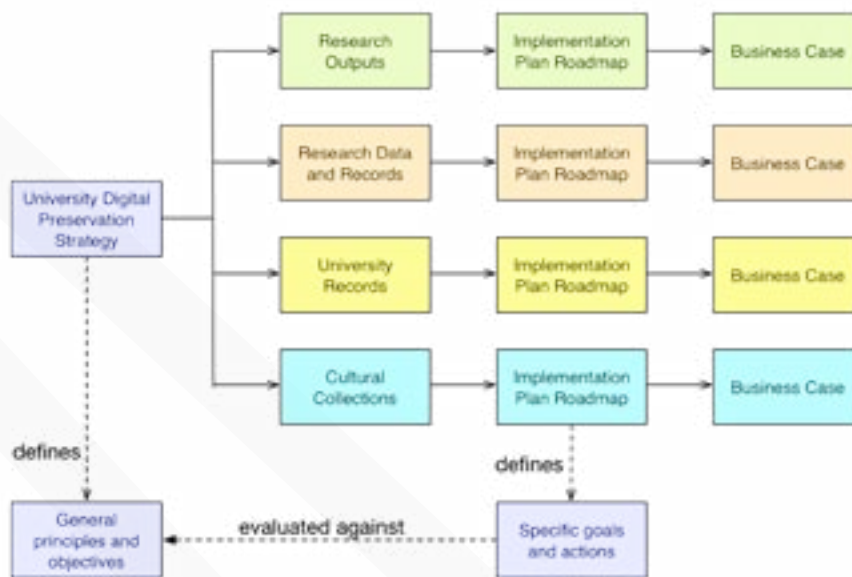 Research
Outputs
Implementation
Plan Roadmap
Business Case
Research Data
and Records
Implementation
Plan Roadmap
Business Case
University Digital
Preservation
Strategy
University
Records
Implementation
Plan Roadmap
Business Case
Cultural
Collections
Implementation
Plan Roadmap
Business Case
defines
defines
General
principles and
objectives
evaluated against
Specific goals
and actions